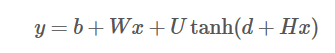 y = b + Wx + U tanh(d + Hx)